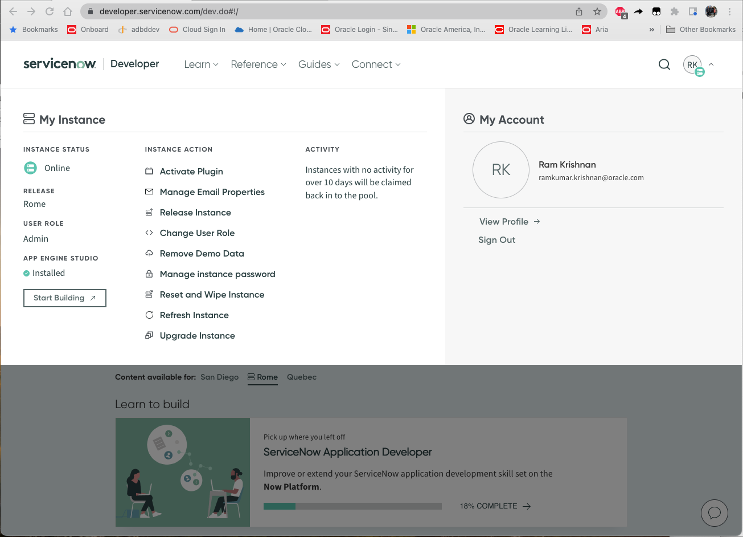 developer.servicenow.com/dev.do#!/
Bookmarks
Onboard
adbddev
Cloud Sign In
Home | Oracle Clo...
Oracle Login - Sin...
Oracle America, In...
Oracle Learning Li...
Aria
»
Other Bookmarks
servicenow
Developer
Learn
Reference
Guides
Connect
RK
My Instance
INSTANCE STATUS
Online
RELEASE
Rome
USER ROLE
Admin
APP ENGINE STUDIO
Installed
Start Building
INSTANCE ACTION
Activate Plugin
Manage Email Properties
Release Instance
Change User Role
Remove Demo Data
Manage instance password
Reset and Wipe Instance
Refresh Instance
Upgrade Instance
ACTIVITY
Instances with no activity for
over 10 days will be claimed
back in to the pool.
My Account
RK
Ram Krishnan
ramkumar.krishnan@oracle.com
View Profile
Sign Out
Content available for: San Diego Rome Quebec
Learn to build
Pick up where you left off
ServiceNow Application Developer
Improve or extend your ServiceNow application development skill set on the
Now Platform.
18% COMPLETE